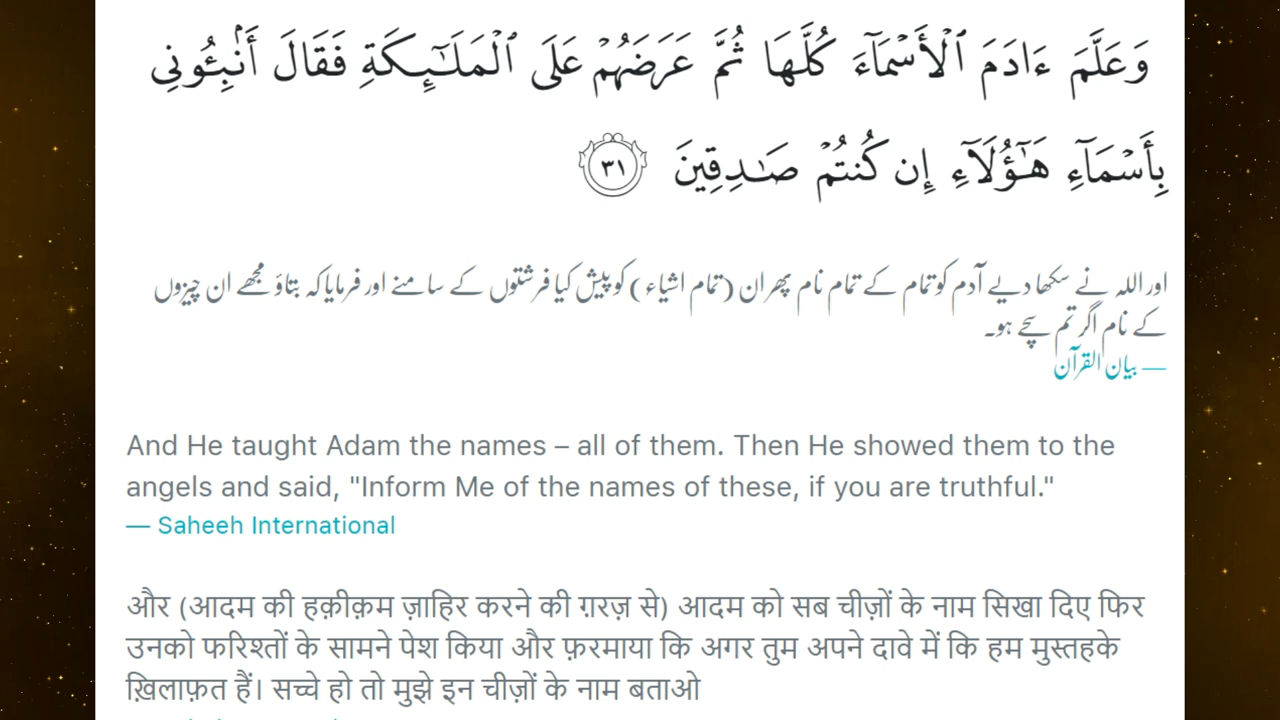 وَعَلَّمَ ءَادَمَ ٱلْأَسْمَآءَ كُلَّهَا ثُمَّ عَرَضَهُمْ عَلَى ٱلْمَلَـٰٓئِكَةِ فَقَالَ أَنۢبِـُٔونِى
بِأَسْمَآءِ هَـٰٓؤُلَآءِ إِن كُنتُمْ صَـٰدِقِينَ ٣١
اور اللہ نے سکھا دیے آدم کو تمام کے تمام نام پھر ان (تمام اشیاء) کو پیش کیا فرشتوں کے سامنے اور فرمایا کہ بتاؤ مجھے ان چیزوں
کے نام اگر تم سچے ہو۔
— بیان القرآن
And He taught Adam the names – all of them. Then He showed them to the
angels and said, "Inform Me of the names of these, if you are truthful."
— Saheeh International
और (आदम की हक़ीक़म ज़ाहिर करने की ग़रज़ से) आदम को सब चीज़ों के नाम सिखा दिए फिर
उनको फरिश्तों के सामने पेश किया और फ़रमाया कि अगर तुम अपने दावे में कि हम मुस्तहके
ख़िलाफ़त हैं। सच्चे हो तो मुझे इन चीज़ों के नाम बताओ